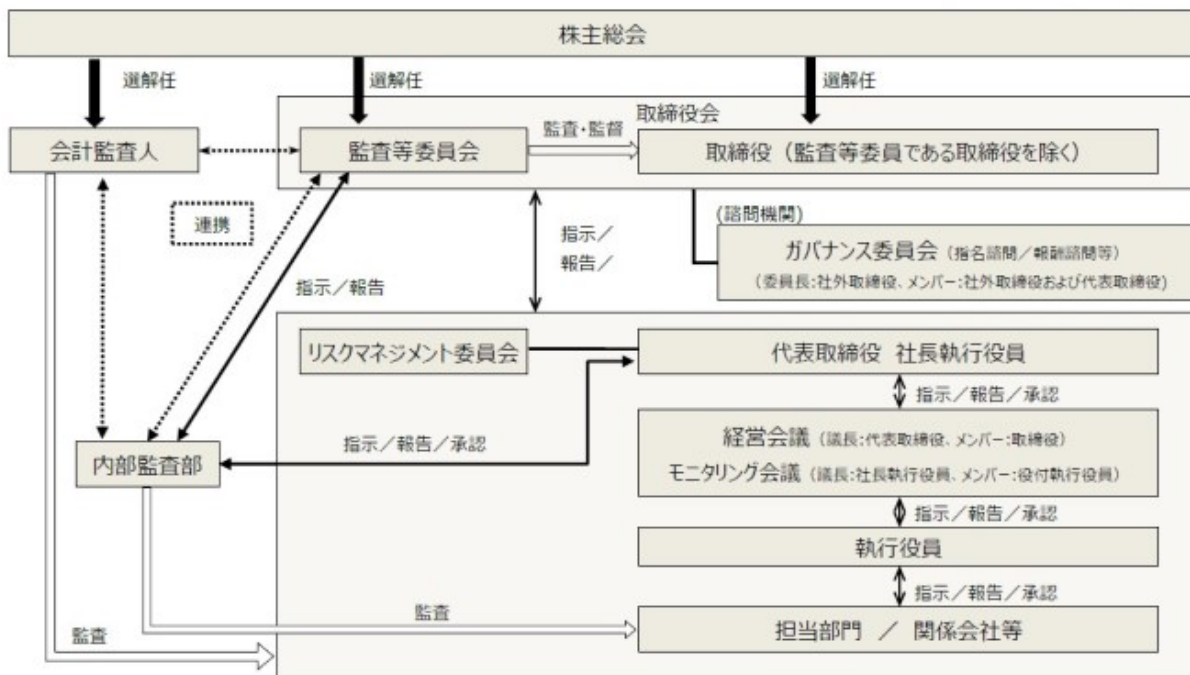 株主総会
選解任
選解任
選解任
取締役会
会計監査人
監査等委員会
監査・監督
取締役（監査等委員である取締役を除く）
連携
(諮問機関)
指示／
報告／
ガバナンス委員会（指名諮問／報酬諮問等）
（委員長:社外取締役、メンバー:社外取締役および代表取締役)
指示／報告
リスクマネジメント委員会
代表取締役 社長執行役員
指示／報告／承認
経営会議（議長:代表取締役、メンバー:取締役）
モニタリング会議（議長:社長執行役員、メンバー:役付執行役員）
指示／報告／承認
内部監査部
指示／報告／承認
執行役員
指示／報告／承認
監査
監査
担当部門 ／ 関係会社等